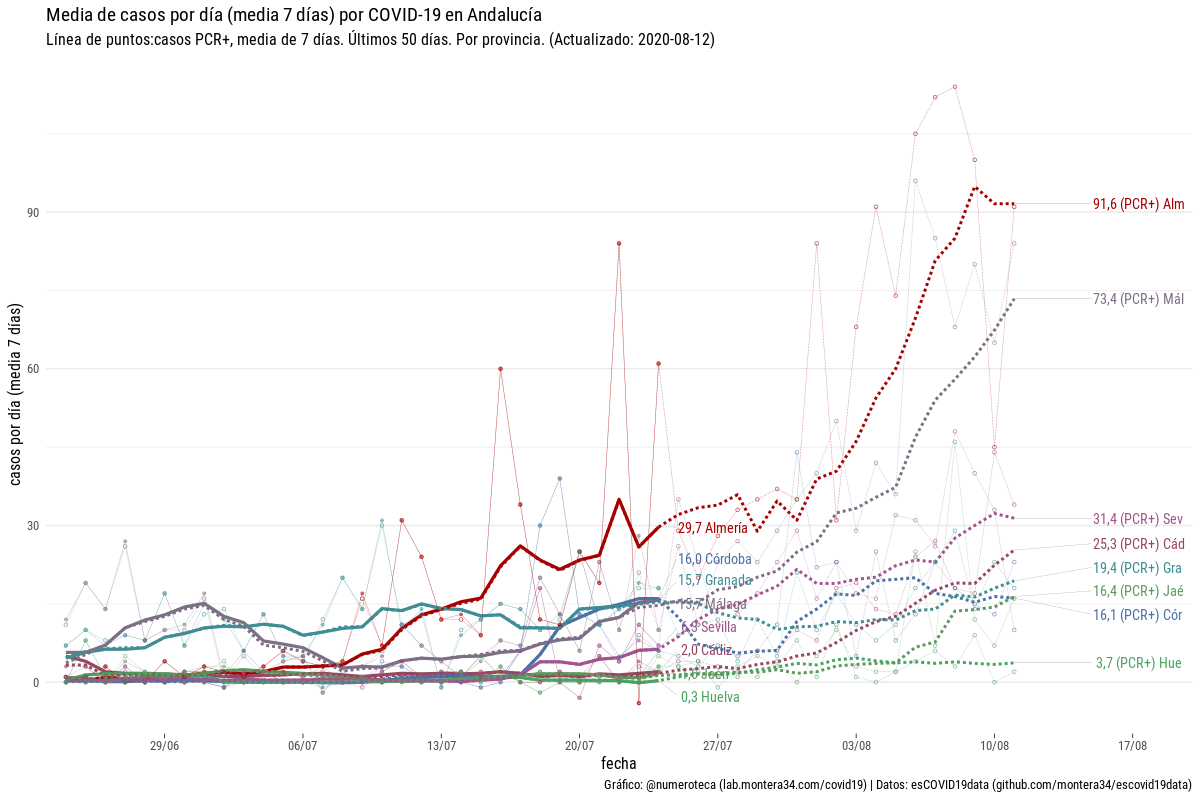 Media de casos por día (media 7 días) por COVID-19 en Andalucía
Línea de puntos:casos PCR+, media de 7 días. Últimos 50 días. Por provincia. (Actualizado: 2020-08-12)
casos por día (media 7 días)
90
60
30
0
91,6 (PCR+) Alm
73,4 (PCR+) Mál
31,4 (PCR+) Sev
25,3 (PCR+) Cád
19,4 (PCR+) Gra
16,4 (PCR+) Jaé
16,1 (PCR+) Cór
3,7 (PCR+) Hue
29,7 Almería
16,0 Córdoba
15,7 Granada
Málaga
Sevilla
2,0 Cádiz
Jaén
0,3 Huelva
29/06 06/07 13/07 20/07 27/07 03/08 10/08 17/08
fecha
Gráfico: @numeroteca (lab.montera34.com/covid19) | Datos: esCOVID19data (github.com/montera34/escovid19data)